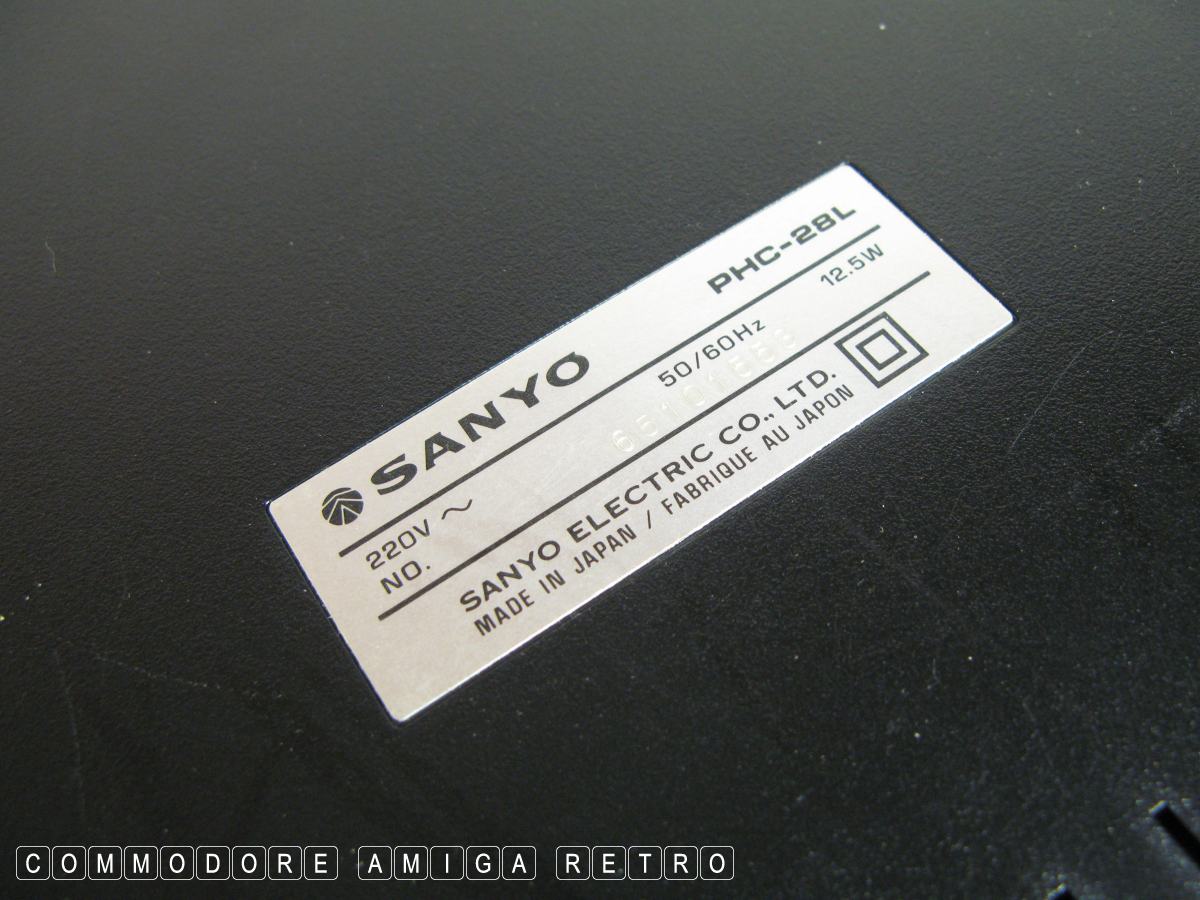 SANYO PHC-28L
220V ~ 50/60Hz 12.5W
NO.
SANYO ELECTRIC CO., LTD.
MADE IN JAPAN / FABRIQUE AU JAPON
COMMODORE AMIGA RETRO